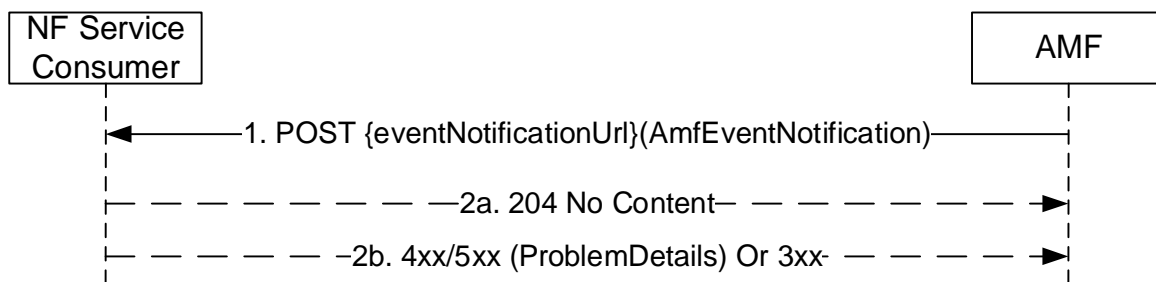 NF Service
Consumer
AMF
1. POST {eventNotificationUrl}(AmfEventNotification)
2a. 204 No Content
2b. 4xx/5xx (ProblemDetails) Or 3xx